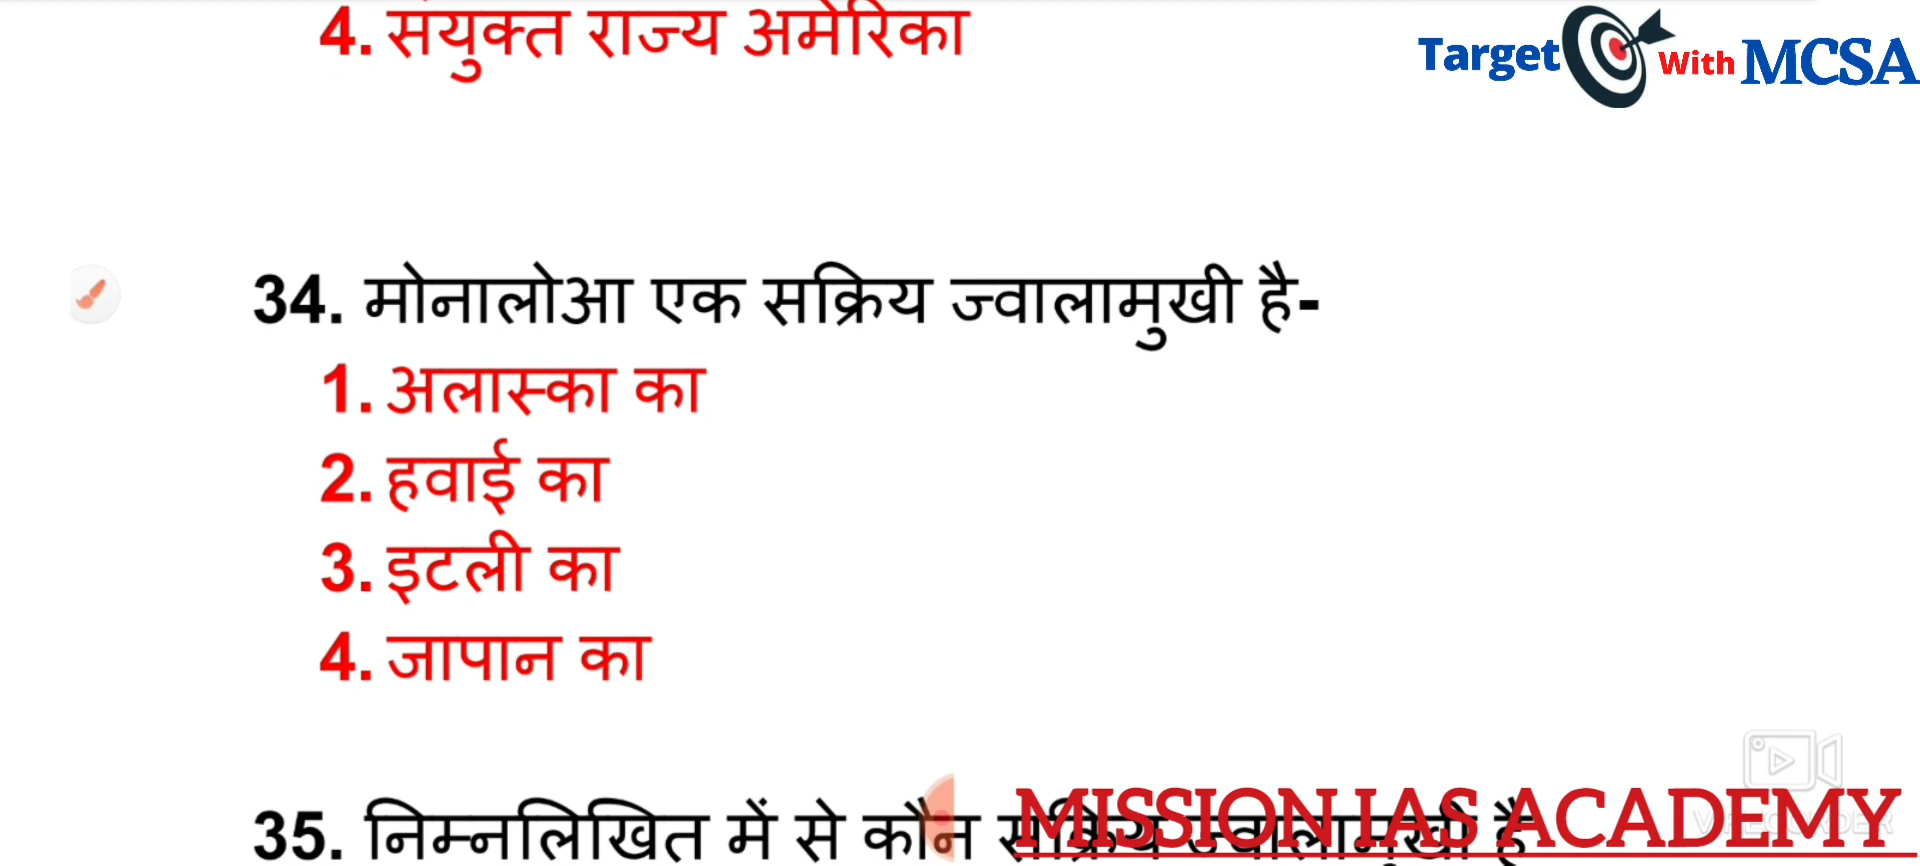 4. संयुक्त राज्य अमेरिका
Target With MCSA
34. मोनालोआ एक सक्रिय ज्वालामुखी है-
1. अलास्का का
2. हवाई का
3. इटली का
4. जापान का
35. निम्नलिखित में से कौन सक्रिय ज्वालामुखी है
MISSION IAS ACADEMY